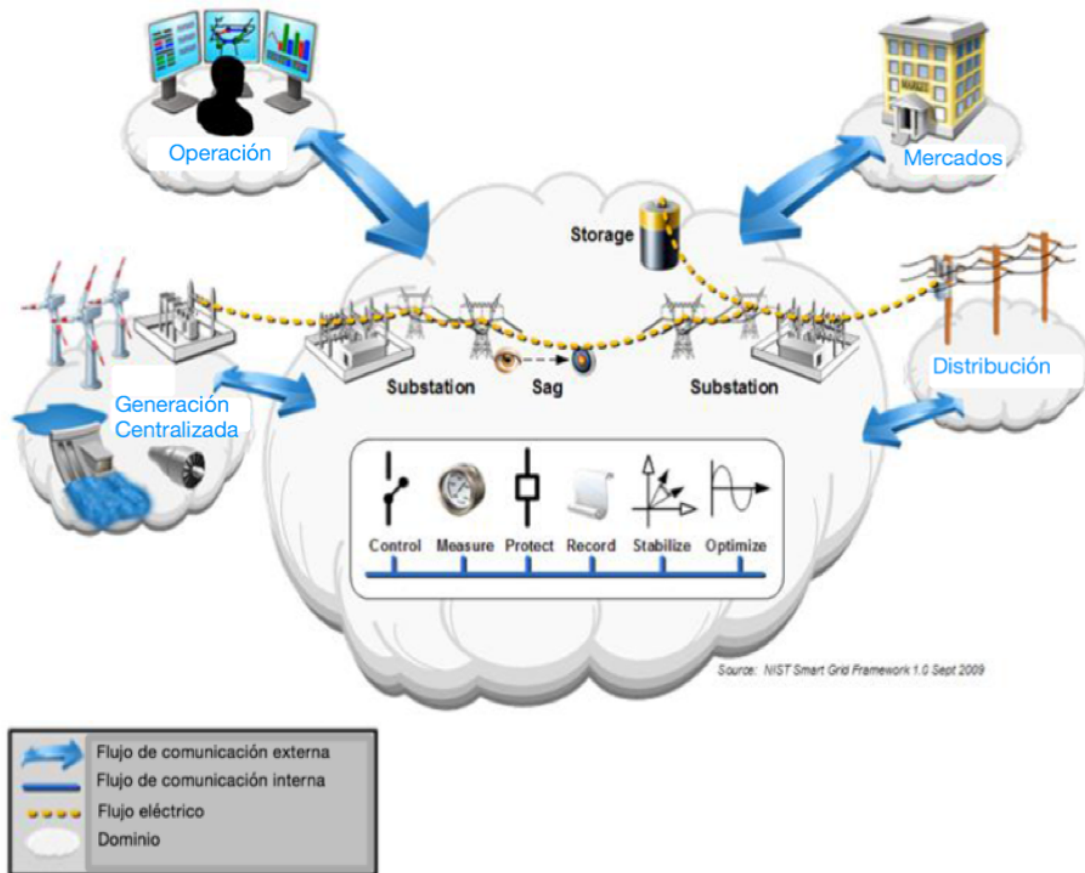 Operación
MARKET
Mercados
Storage
Substation
Sag
Substation
Distribución
Generación
Centralizada
Control
Measure
Protect
Record
Stabilize
Optimize
Source: NIST Smart Grid Framework 1.0 Sept 2009
Flujo de comunicación externa
Flujo de comunicación interna
Flujo eléctrico
Dominio